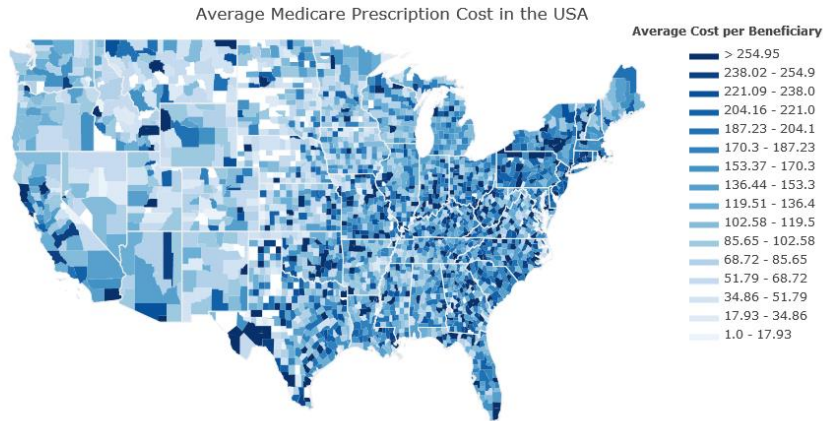 Average Medicare Prescription Cost in the USA
Average Cost per Beneficiary
> 254.95
238.02 - 254.9
221.09 - 238.0
204.16 - 221.0
187.23 - 204.1
170.3 - 187.23
153.37 - 170.3
136.44 - 153.3
119.51 - 136.4
102.58 - 119.5
85.65 - 102.58
68.72 - 85.65
51.79 - 68.72
34.86 - 51.79
17.93 - 34.86
1.0 - 17.93